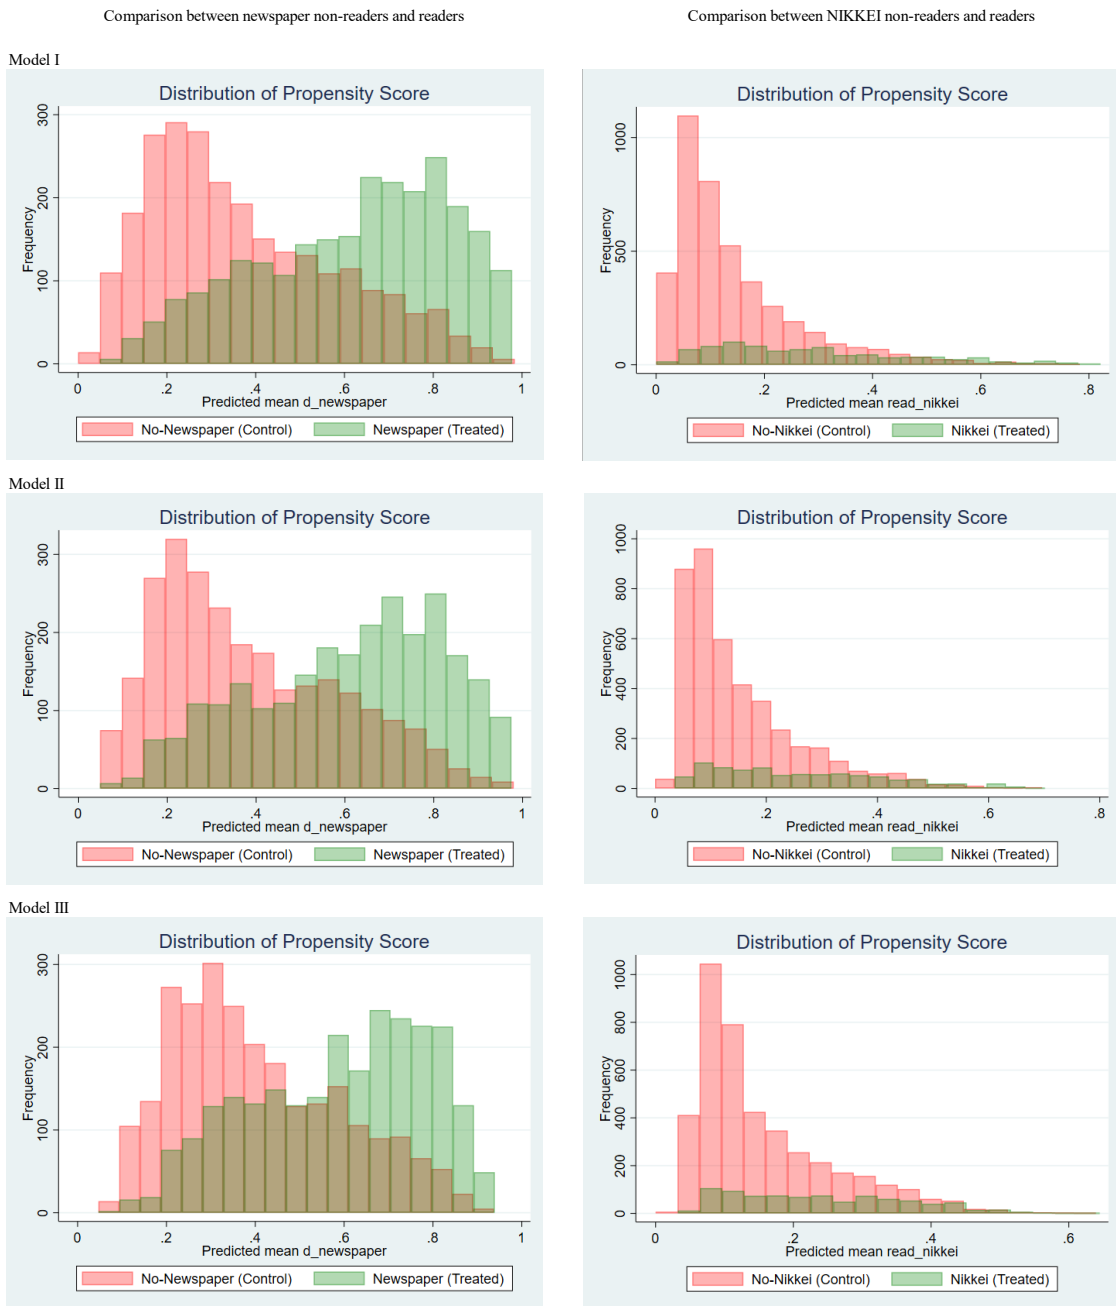 Comparison between newspaper non-readers and readers
Comparison between NIKKEI non-readers and readers
Model I
Distribution of Propensity Score
Frequency
300
200
100
0
0 .2 .4 .6 .8 1
Predicted mean d_newspaper
No-Newspaper (Control) Newspaper (Treated)
Distribution of Propensity Score
Frequency
1000
500
0
0 .2 .4 .6 .8
Predicted mean read_nikkei
No-Nikkei (Control) Nikkei (Treated)
Model II
Distribution of Propensity Score
Frequency
300
200
100
0
0 .2 .4 .6 .8 1
Predicted mean d_newspaper
No-Newspaper (Control) Newspaper (Treated)
Distribution of Propensity Score
Frequency
1000
800
600
400
200
0
0 .2 .4 .6 .8
Predicted mean read_nikkei
No-Nikkei (Control) Nikkei (Treated)
Model III
Distribution of Propensity Score
Frequency
300
200
100
0
0 .2 .4 .6 .8 1
Predicted mean d_newspaper
No-Newspaper (Control) Newspaper (Treated)
Distribution of Propensity Score
Frequency
1000
800
600
400
200
0
0 .2 .4 .6
Predicted mean read_nikkei
No-Nikkei (Control) Nikkei (Treated)